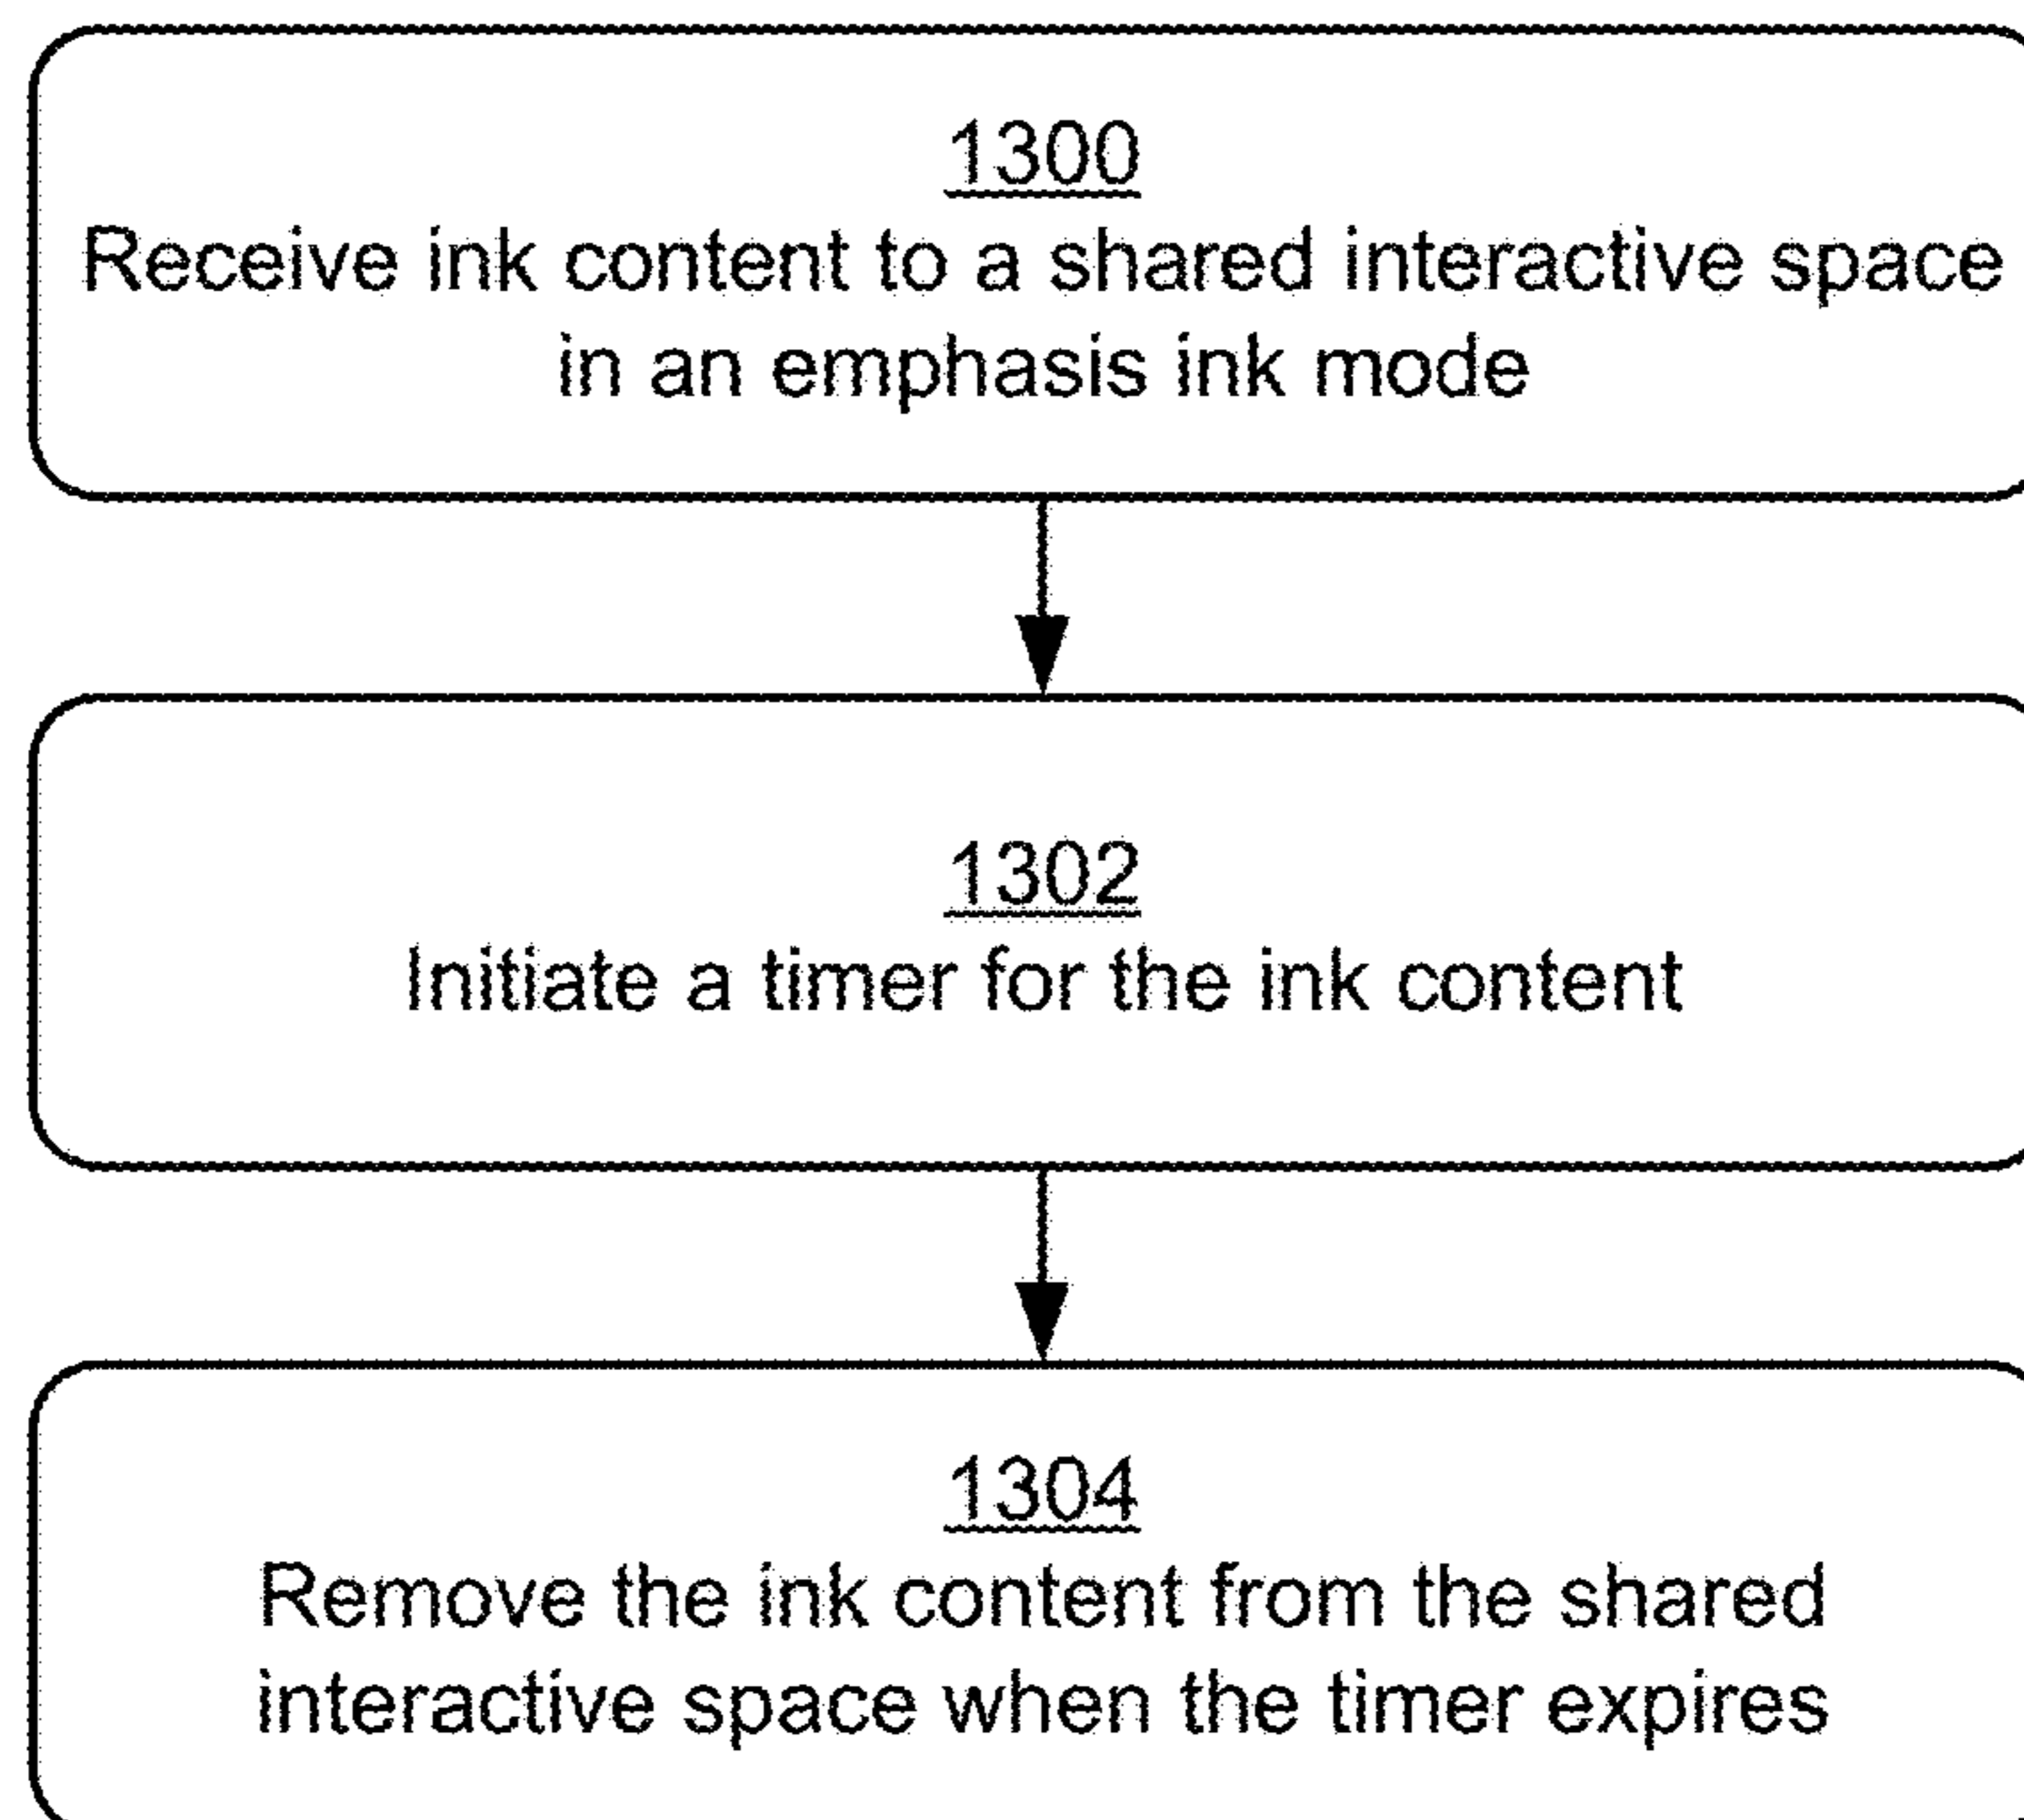 1300
Receive ink content to a shared interactive space
in an emphasis ink mode
1302
Initiate a timer for the ink content
1304
Remove the ink content from the shared
interactive space when the timer expires